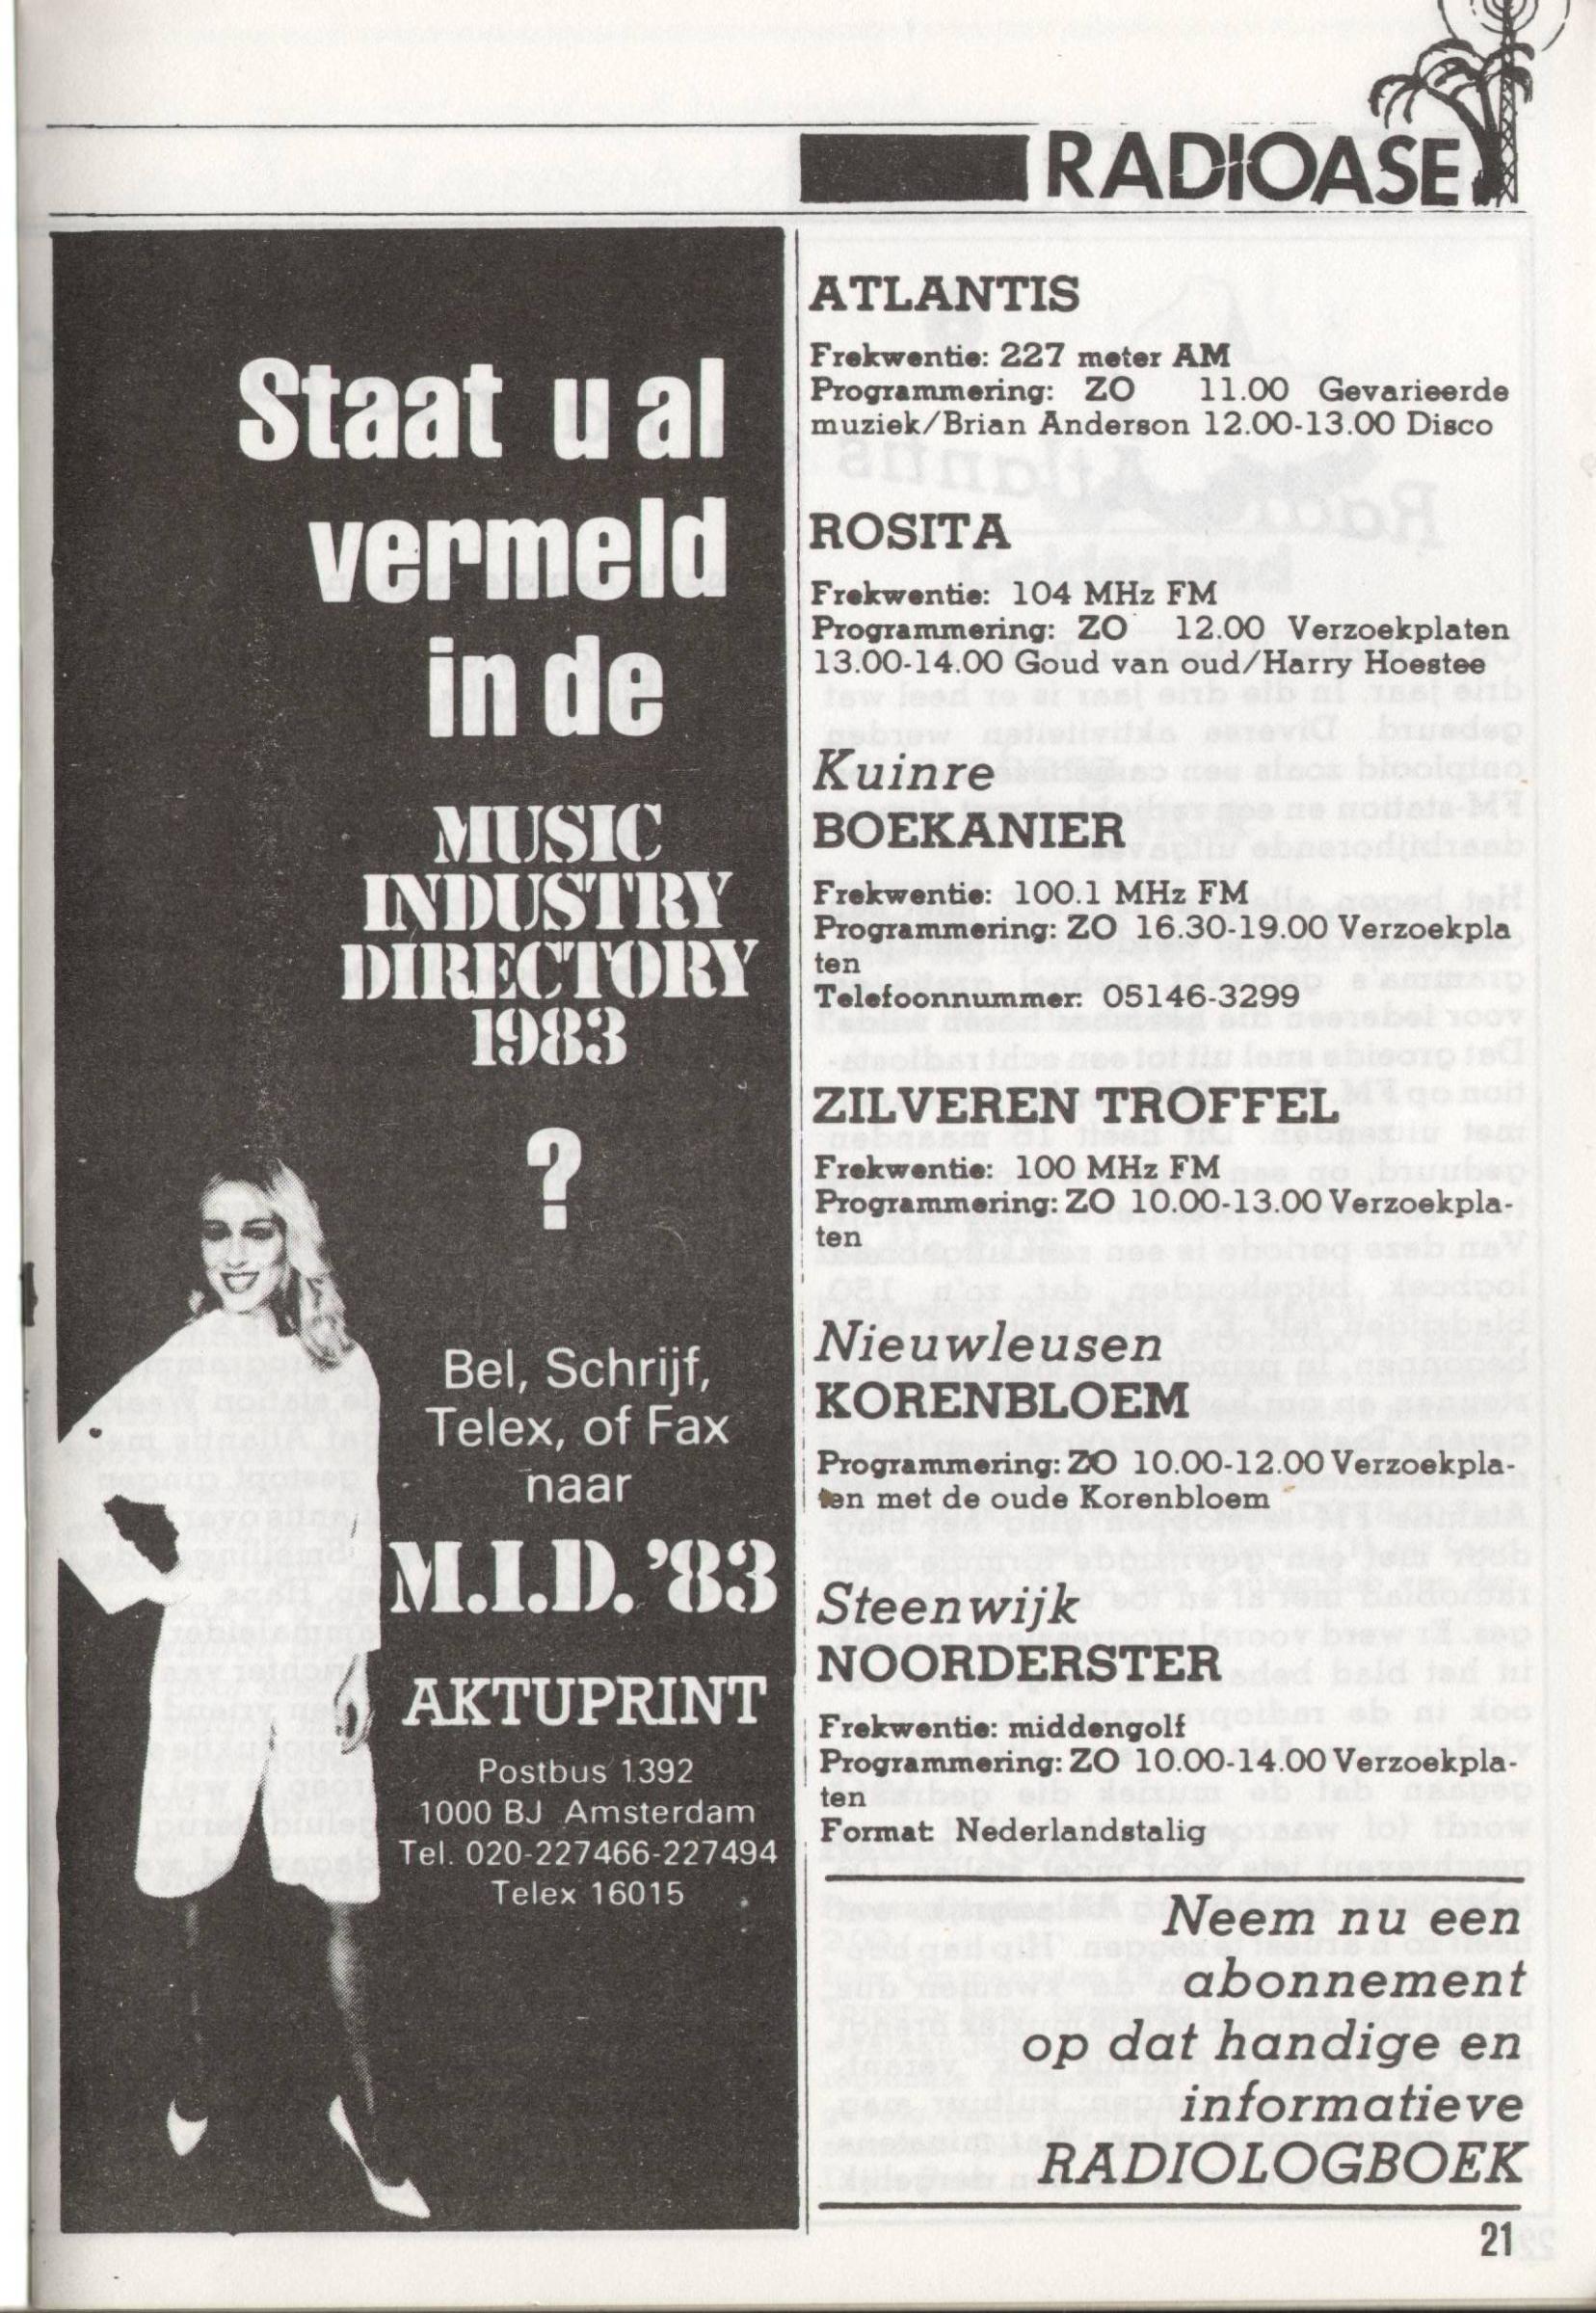 RADIOASE
Staat u al
vermeld
in de
MUSIC
INDUSTRY
DIRECTORY
1983
?
Bel, Schrijf,
Telex, of Fax
naar
M.I.D. '83
AKTUPRINT
Postbus 1392
1000 BJ Amsterdam
Tel. 020-227466-227494
Telex 16015
ATLANTIS
Frekwentie: 227 meter AM
Programmering: ZO 11.00 Gevarieerde
muziek/Brian Anderson 12.00-13.00 Disco
ROSITA
Frekwentie: 104 MHz FM
Programmering: ZO 12.00 Verzoekplaten
13.00-14.00 Goud van oud/Harry Hoestee
Kuinre
BOEKANIER
Frekwentie: 100.1 MHz FM
Programmering: ZO 16.30-19.00 Verzoekpla
ten
Telefoonnummer: 05146-3299
ZILVEREN TROFFEL
Frekwentie: 100 MHz FM
Programmering: ZO 10.00-13.00 Verzoekpla-
ten
Nieuwleusen
KORENBLOEM
Programmering: ZO 10.00-12.00 Verzoekpla-
ten met de oude Korenbloem
Steenwijk
NOORDERSTER
Frekwentie: middengolf
Programmering: ZO 10.00-14.00 Verzoekpla-
ten
Format: Nederlandstalig
Neem nu een
abonnement
op dat handige en
informatieve
RADIOLOGBOEK
21